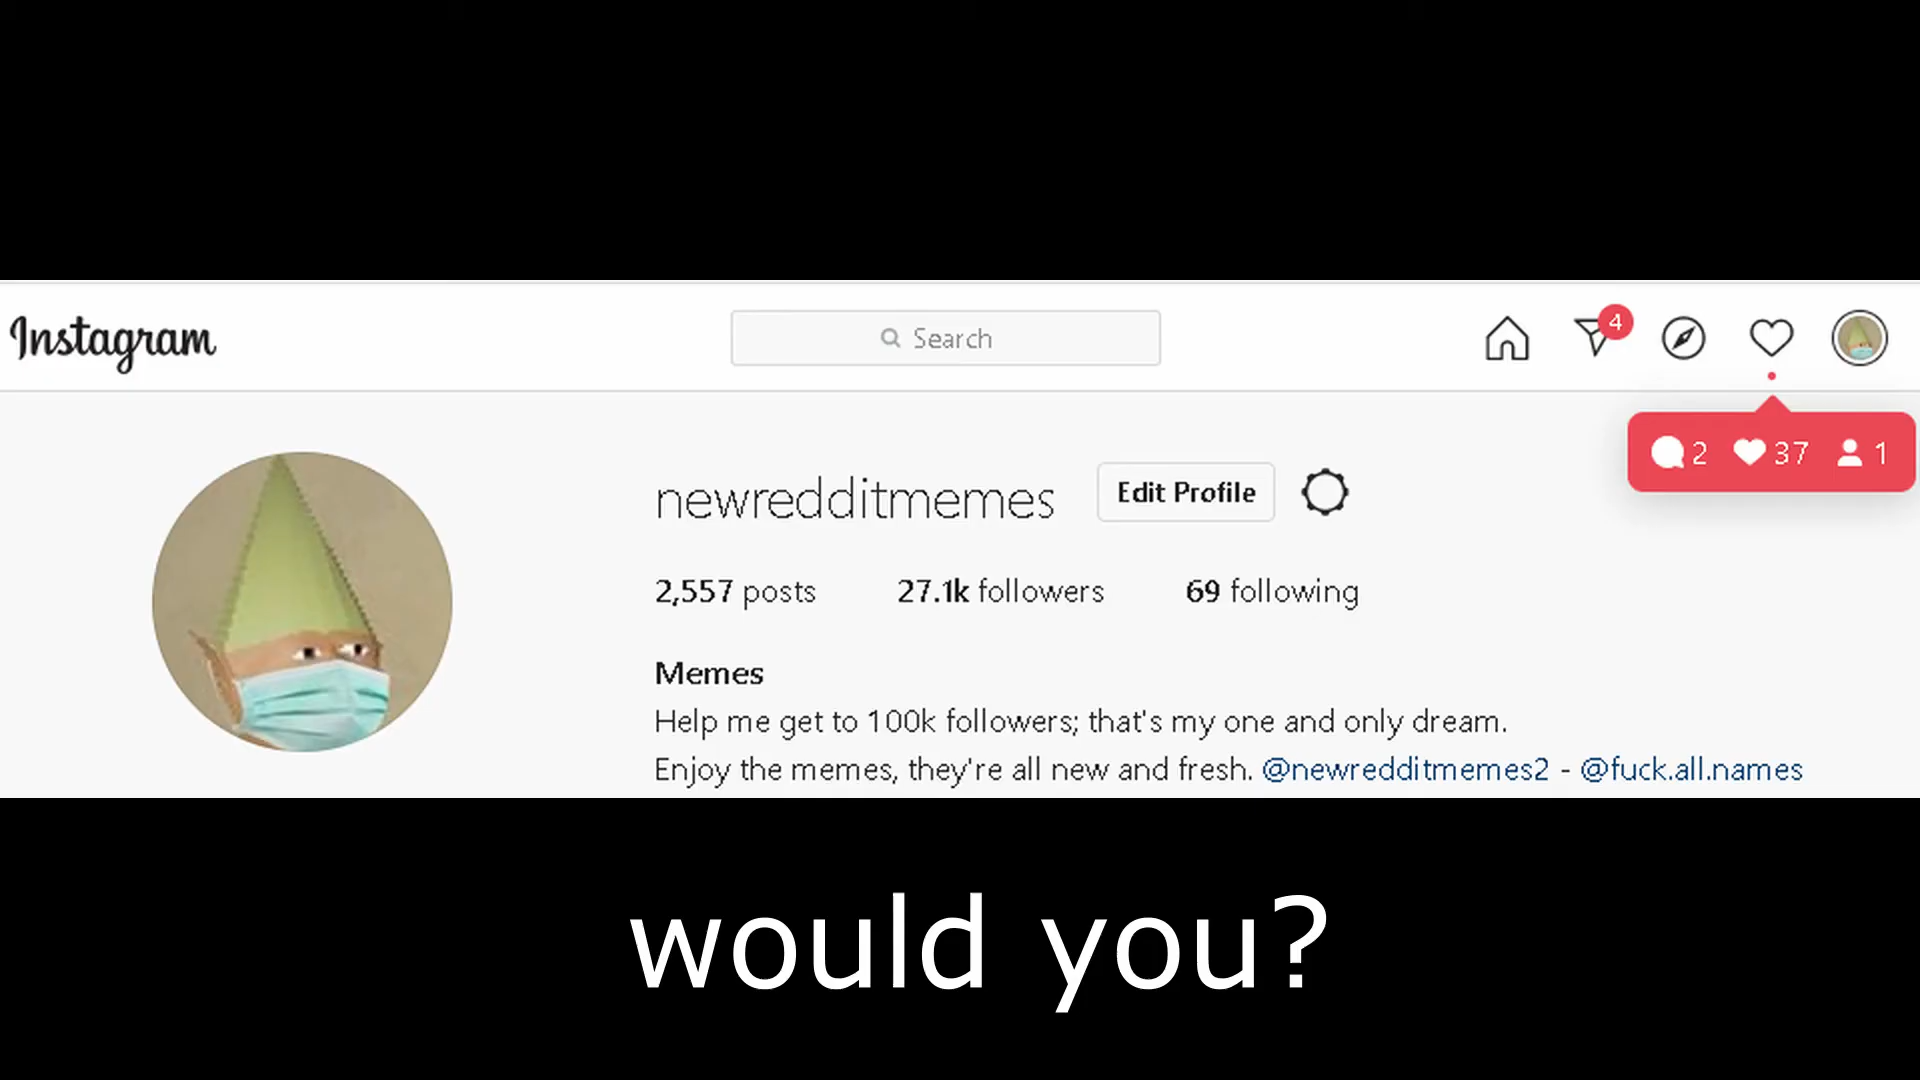 Instagram
Search
4
2 37 1
newredditmemes
Edit Profile
2,557 posts 27.1k followers 69 following
Memes
Help me get to 100k followers; that's my one and only dream.
Enjoy the memes, they're all new and fresh. @newredditmemes2 - @fuck.all.names
would you?